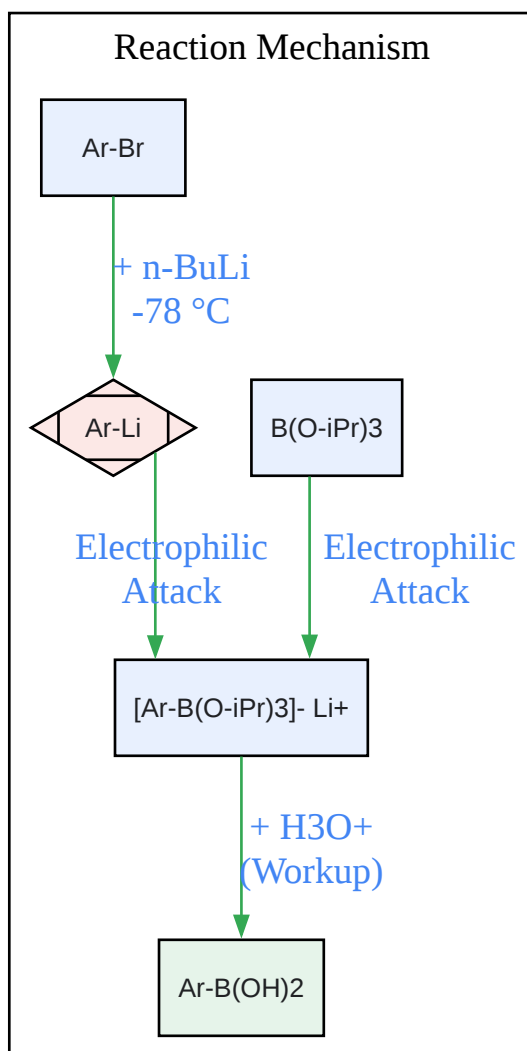 Reaction Mechanism
Ar-Br
+ n-BuLi
-78 °C
Ar-Li
B(O-iPr)3
Electrophilic
Attack
Electrophilic
Attack
[Ar-B(O-iPr)3]- Li+
+ H3O+
(Workup)
Ar-B(OH)2